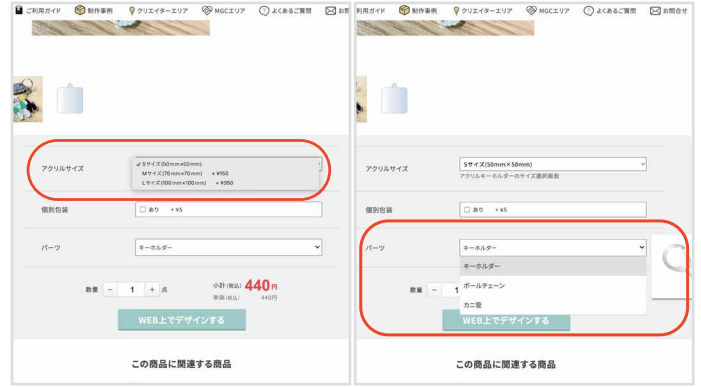 ご利用ガイド 制作事例 クリエイターエリア MGCエリア よくあるご質問 お問
アクリルサイズ
✓ Sサイズ(50mm×50mm)
Mサイズ(70mm×70mm) +¥150
Lサイズ(100mm×100mm) +¥350
個別包装 あり +¥5
パーツ キーホルダー
数量 − 1 + 点 小計(税込) 440円
単価(税込) 440円
WEB上でデザインする
この商品に関連する商品
利用ガイド 制作事例 クリエイターエリア MGCエリア よくあるご質問 お問合せ
アクリルサイズ Sサイズ(50mm×50mm)
アクリルキーホルダーのサイズ選択画面
個別包装 あり +¥5
パーツ キーホルダー
キーホルダー
数量 − 1 ボールチェーン
カニ管
WEB上でデザインする
この商品に関連する商品